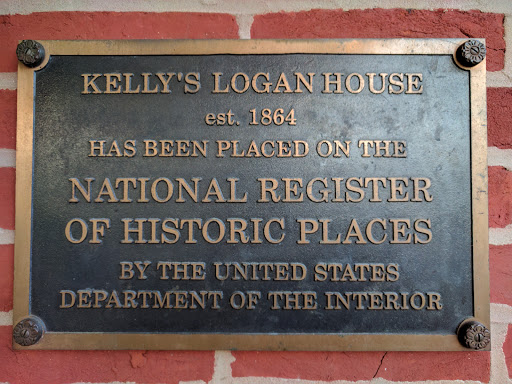 KELLY'S LOGAN HOUSE
est. 1864
HAS BEEN PLACED ON THE
NATIONAL REGISTER
OF HISTORIC PLACES
BY THE UNITED STATES
DEPARTMENT OF THE INTERIOR